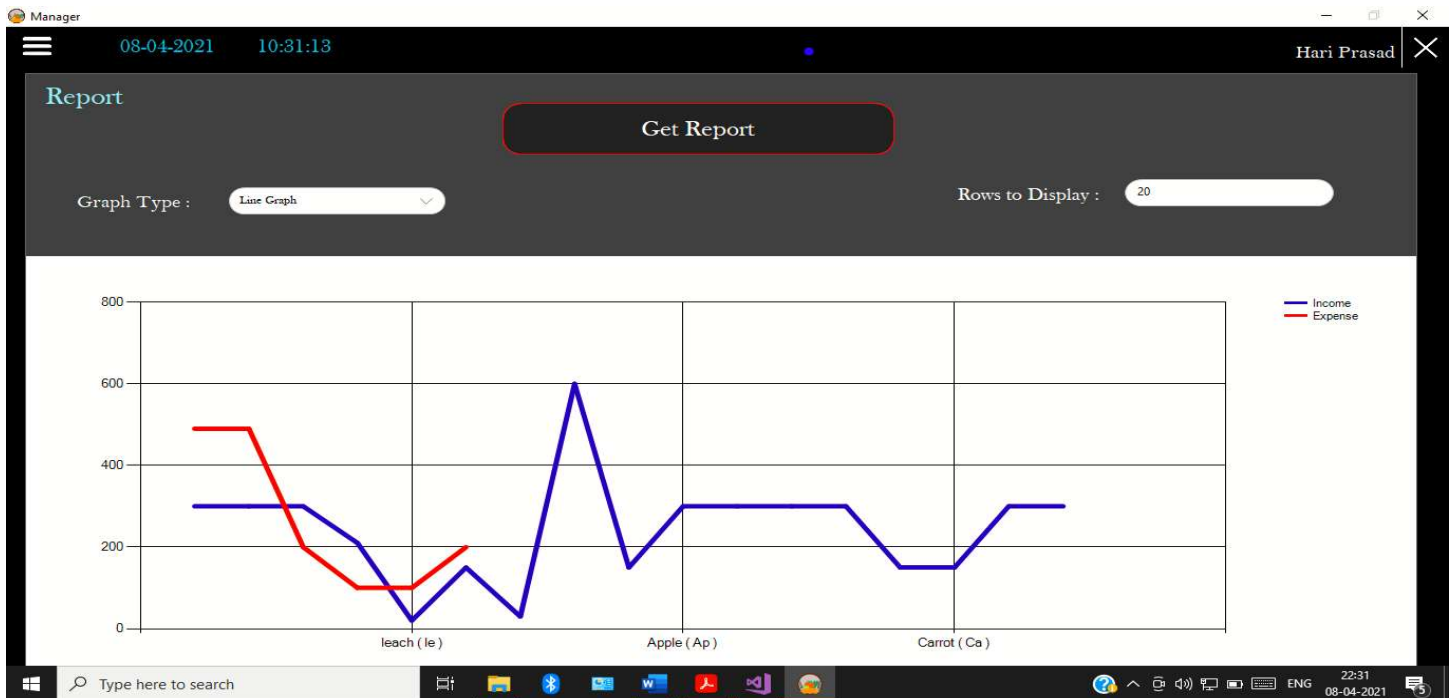 Manager
08-04-2021 10:31:13 Hari Prasad
Report
Get Report
Graph Type : Line Graph Rows to Display : 20
800
600
400
200
0
Income
Expense
leach ( le ) Apple ( Ap ) Carrot ( Ca )
Type here to search
ENG
22:31
08-04-2021
5